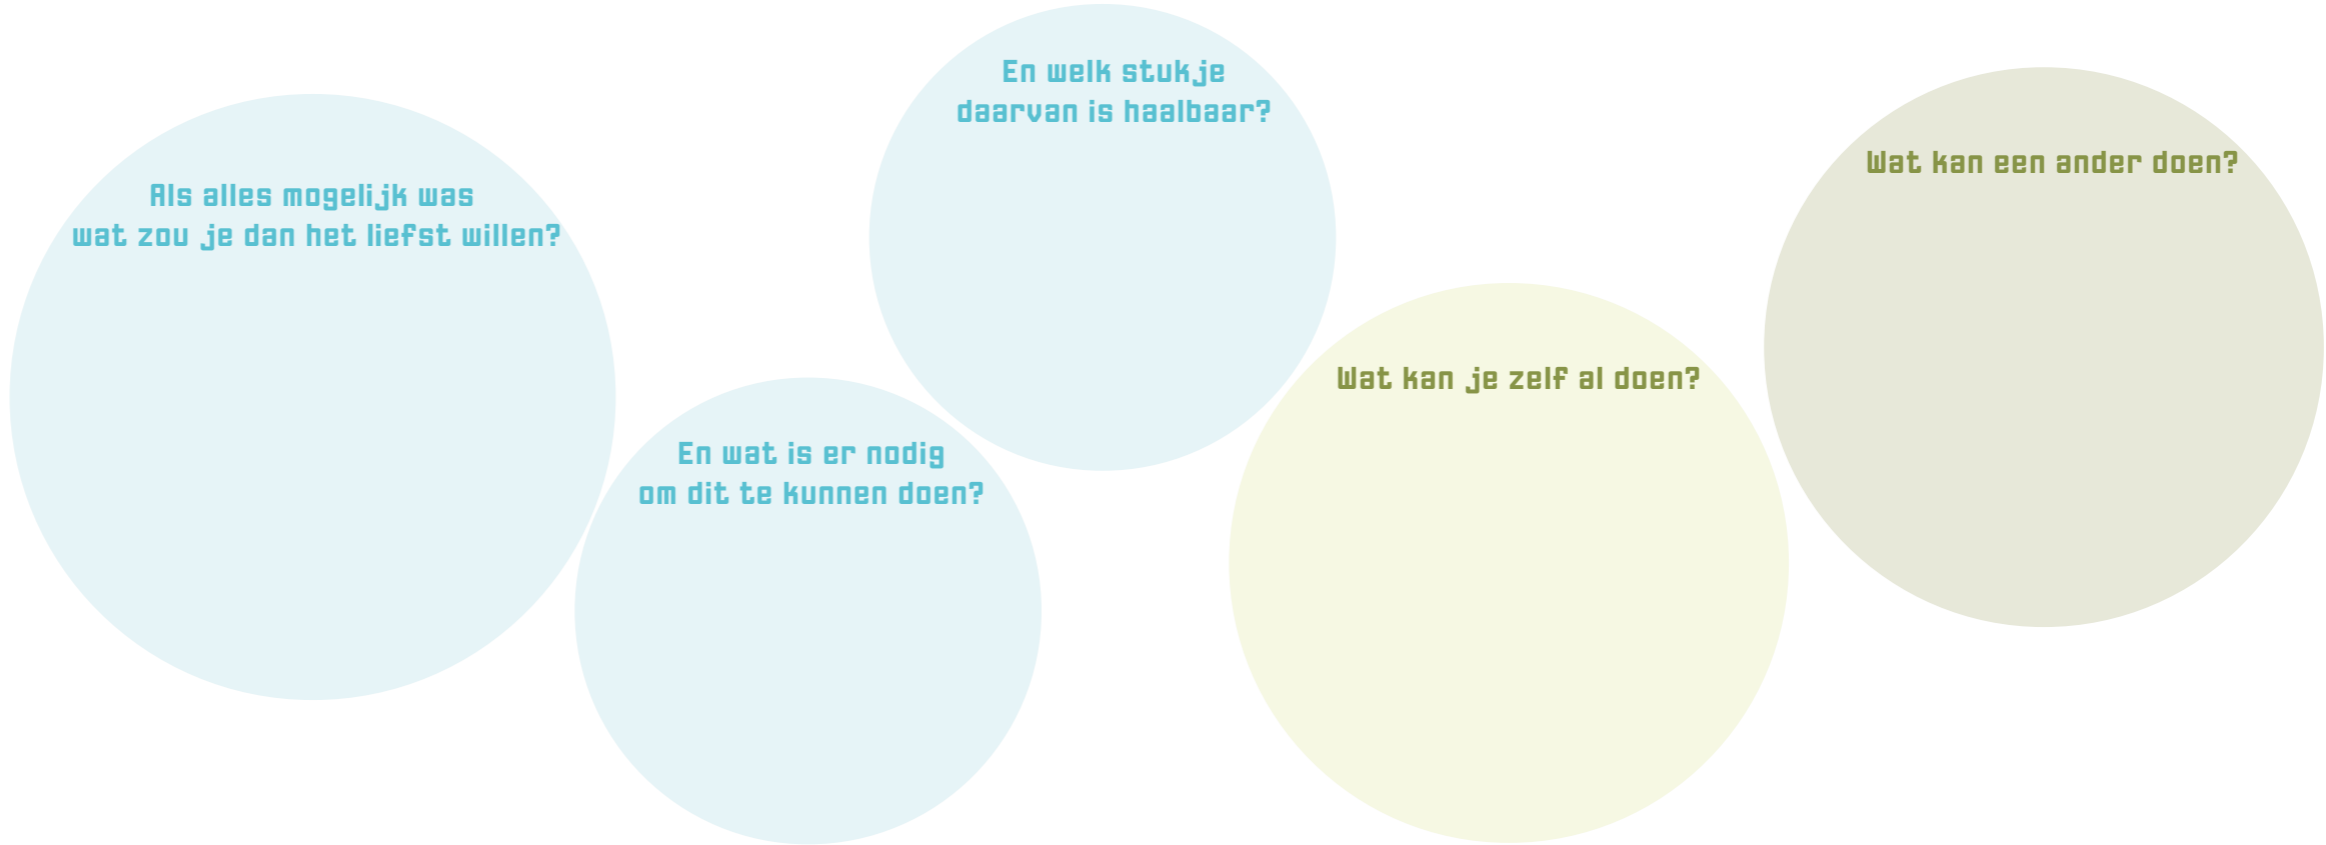 Als alles mogelijk was
wat zou je dan het liefst willen?
En wat is er nodig
om dit te kunnen doen?
En welk stukje
daarvan is haalbaar?
Wat kan je zelf al doen?
Wat kan een ander doen?